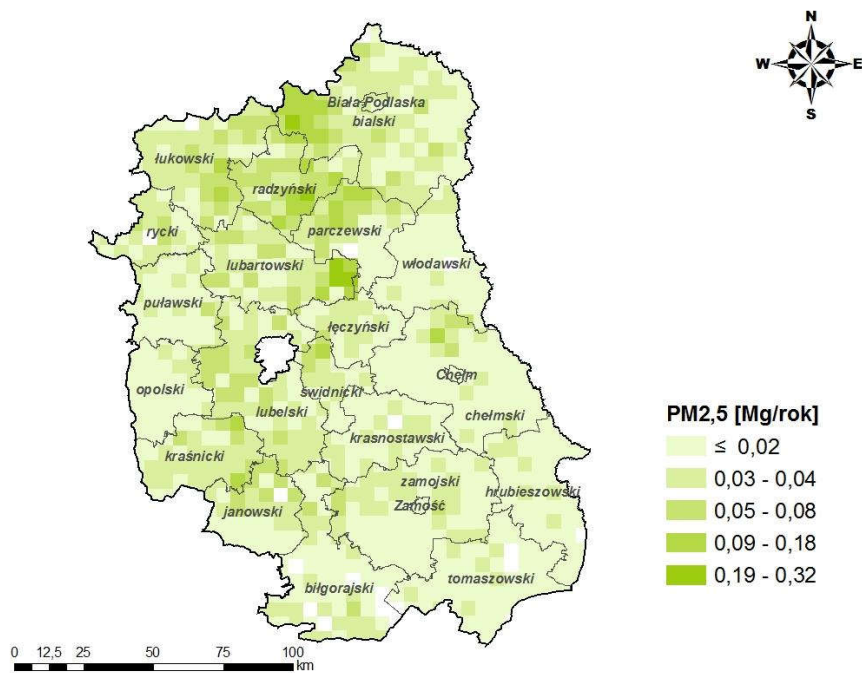 N
W E
S
Biała Podlaska
bialski
łukowski
radzyński
rycki
parczewski
lubartowski
włodawski
puławski
łęczyński
opolski
Chełm
świdnicki
lubelski
chełmski
krasnostawski
kraśnicki
zamojski
Zamość
hrubieszowski
janowski
biłgorajski
tomaszowski
PM2,5 [Mg/rok]
≤ 0,02
0,03 - 0,04
0,05 - 0,08
0,09 - 0,18
0,19 - 0,32
0 12,5 25 50 75 100
km